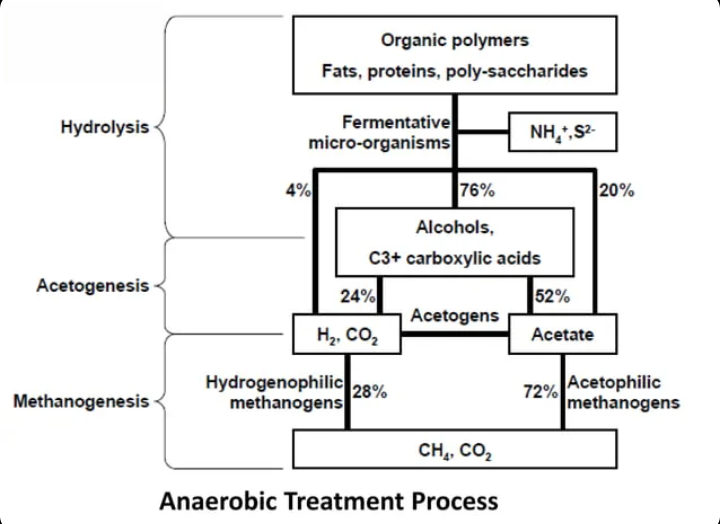 Organic polymers
Fats, proteins, poly-saccharides
Hydrolysis
Fermentative
micro-organisms
NH₄⁺,S²⁻
4%
76%
20%
Alcohols,
C3+ carboxylic acids
Acetogenesis
24%
52%
Acetogens
H₂, CO₂
Acetate
Methanogenesis
Hydrogenophilic
methanogens
28%
72%
Acetophilic
methanogens
CH₄, CO₂
Anaerobic Treatment Process